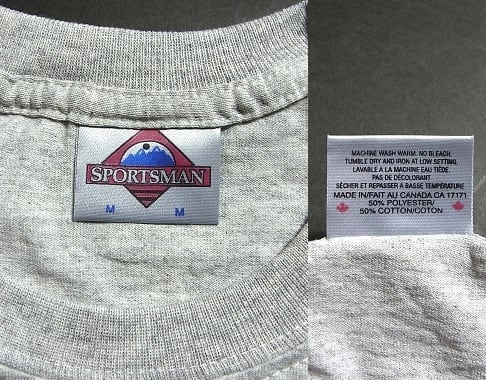 SPORTSMAN
M M
MACHINE WASH WARM. NO BLEACH.
TUMBLE DRY AND IRON AT LOW SETTING.
LAVABLE A LA MACHINE EAU TIÈDE.
PAS DE DÉCOLORANT
SÉCHER ET REPASSER À BASSE TEMPÉRATURE
MADE IN/FAIT AU CANADA CA 17171
50% POLYESTER/
50% COTTON/COTON